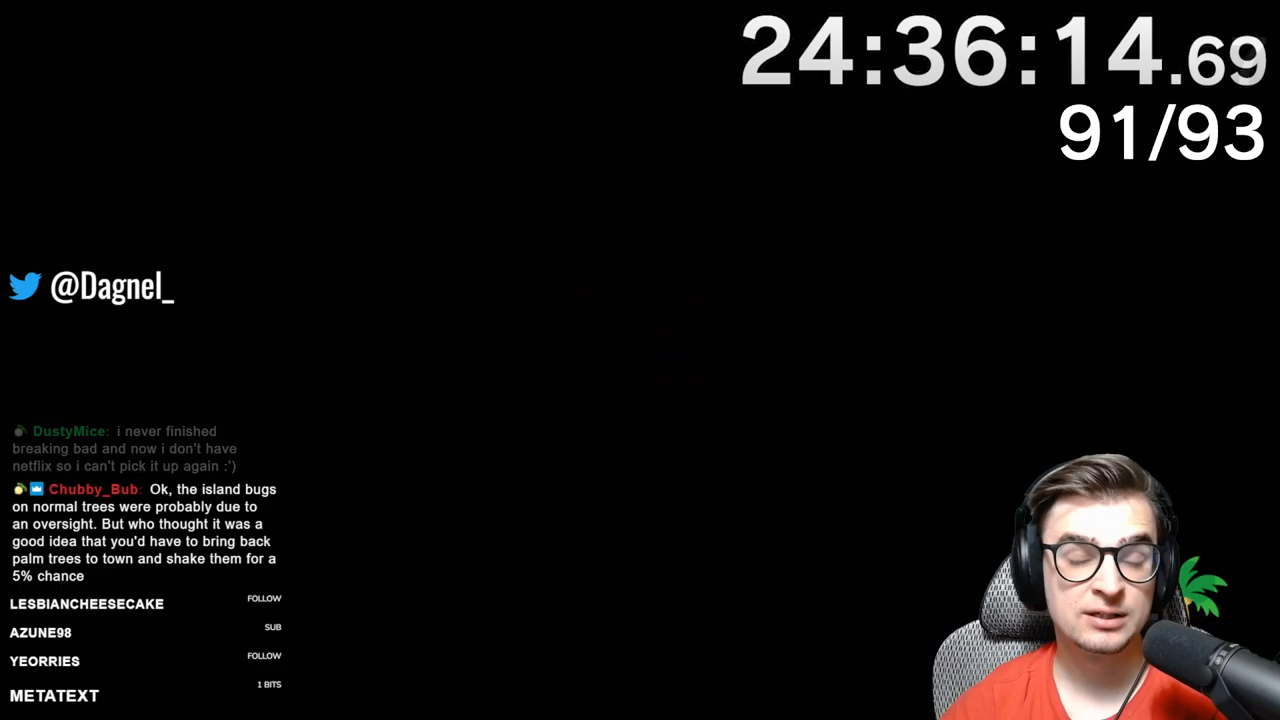 24:36:14.69
91/93
@Dagnel_
DustyMice: i never finished
breaking bad and now i don't have
netflix so i can't pick it up again :')
Chubby_Bub: Ok, the island bugs
on normal trees were probably due to
an oversight. But who thought it was a
good idea that you'd have to bring back
palm trees to town and shake them for a
5% chance
LESBIANCHEESECAKE FOLLOW
AZUNE98 SUB
YEORRIES FOLLOW
METATEXT 1 BITS